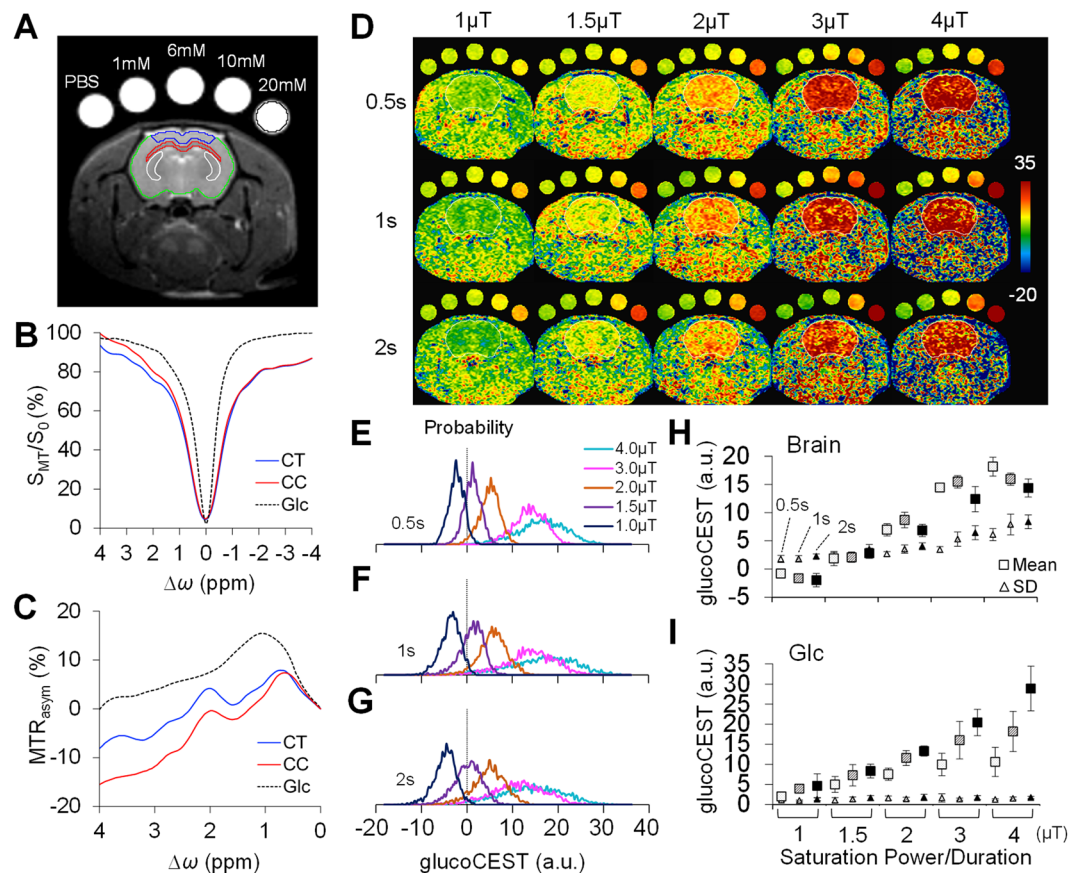 A
PBS
1mM
6mM
10mM
20mM
B
S_MT/S_0 (%)
100
80
60
40
20
0
4 3 2 1 0 -1 -2 -3 -4
Δω (ppm)
CT
CC
Glc
C
MTR_asym (%)
20
10
0
-10
-20
4 3 2 1 0
Δω (ppm)
CT
CC
Glc
D
1µT 1.5µT 2µT 3µT 4µT
0.5s
1s
2s
35
-20
E
Probability
4.0µT
3.0µT
2.0µT
1.5µT
1.0µT
0.5s
F
1s
G
2s
-20 -10 0 10 20 30 40
glucoCEST (a.u.)
H
Brain
glucoCEST (a.u.)
20
15
10
5
0
-5
0.5s
1s
2s
Mean
SD
I
Glc
glucoCEST (a.u.)
35
30
25
20
15
10
5
0
1 1.5 2 3 4 (µT)
Saturation Power/Duration